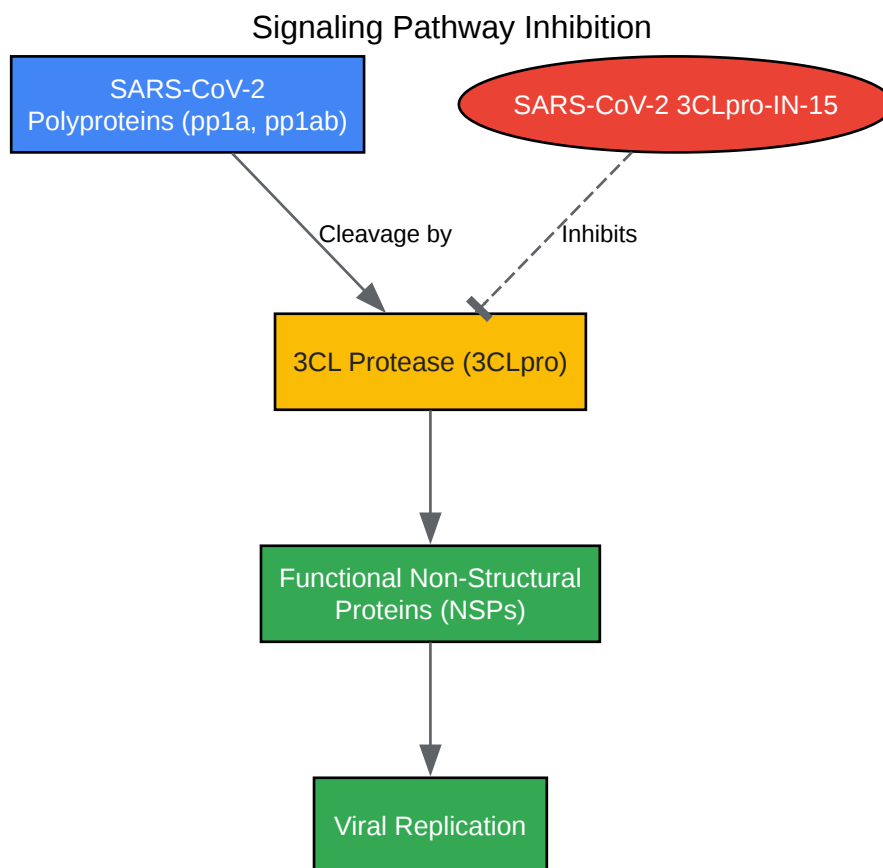 Signaling Pathway Inhibition
SARS-CoV-2
Polyproteins (pp1a, pp1ab)
SARS-CoV-2 3CLpro-IN-15
Cleavage by
Inhibits
3CL Protease (3CLpro)
Functional Non-Structural
Proteins (NSPs)
Viral Replication